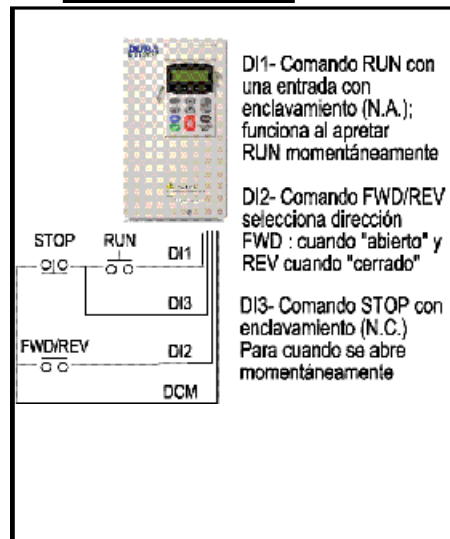 DI1- Comando RUN con
una entrada con
enclavamiento (N.A.);
funciona al apretar
RUN momentáneamente
DI2- Comando FWD/REV
selecciona dirección
FWD : cuando "abierto" y
REV cuando "cerrado"
DI3- Comando STOP con
enclavamiento (N.C.)
Para cuando se abre
momentáneamente
STOP RUN DI1
DI3
FWD/REV DI2
DCM